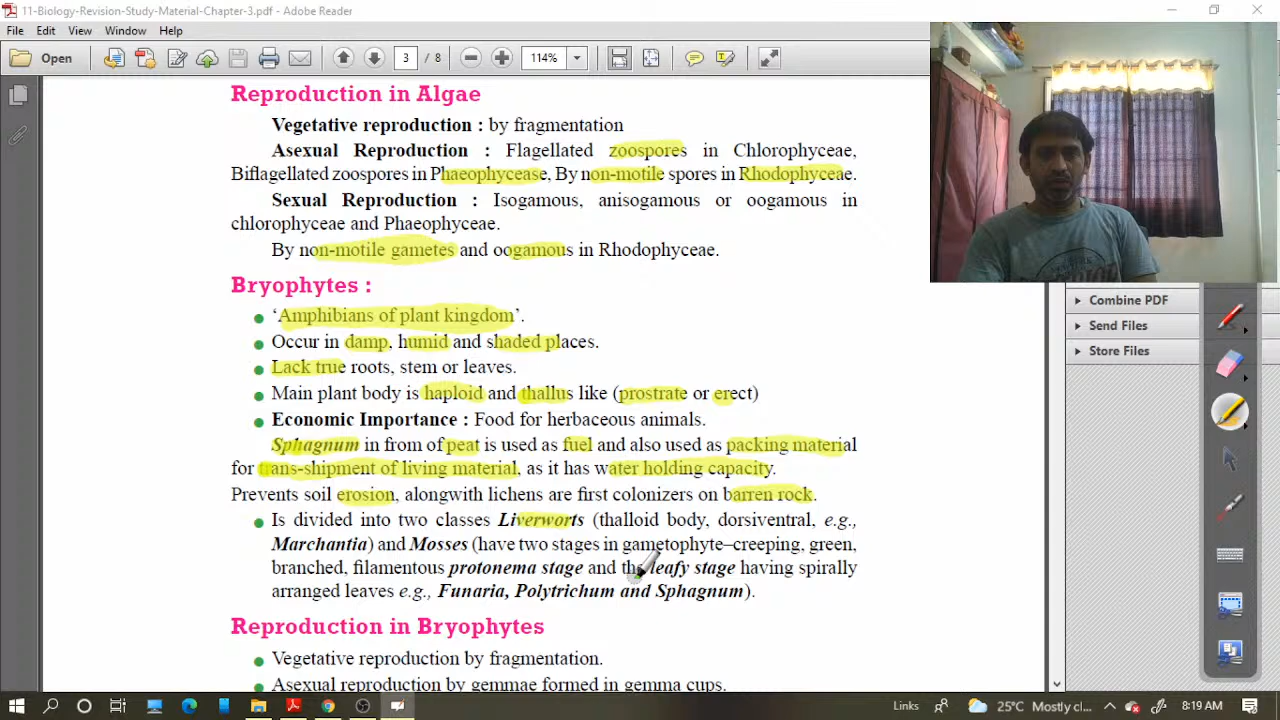 11-Biology-Revision-Study-Material-Chapter-3.pdf - Adobe Reader
File Edit View Window Help
Open 3 / 8 114%
Reproduction in Algae
Vegetative reproduction : by fragmentation
Asexual Reproduction : Flagellated zoospores in Chlorophyceae,
Biflagellated zoospores in Phaeophycease, By non-motile spores in Rhodophyceae.
Sexual Reproduction : Isogamous, anisogamous or oogamous in
chlorophyceae and Phaeophyceae.
By non-motile gametes and oogamous in Rhodophyceae.
Bryophytes :
‘Amphibians of plant kingdom’.
Occur in damp, humid and shaded places.
Lack true roots, stem or leaves.
Main plant body is haploid and thallus like (prostrate or erect)
Economic Importance : Food for herbaceous animals.
Sphagnum in from of peat is used as fuel and also used as packing material
for trans-shipment of living material, as it has water holding capacity.
Prevents soil erosion, alongwith lichens are first colonizers on barren rock.
Is divided into two classes Liverworts (thalloid body, dorsiventral, e.g.,
Marchantia) and Mosses (have two stages in gametophyte–creeping, green,
branched, filamentous protonema stage and the leafy stage having spirally
arranged leaves e.g., Funaria, Polytrichum and Sphagnum).
Reproduction in Bryophytes
Vegetative reproduction by fragmentation.
Asexual reproduction by gemmae formed in gemma cups.
Combine PDF
Send Files
Store Files
Links 25°C Mostly cl... 8:19 AM